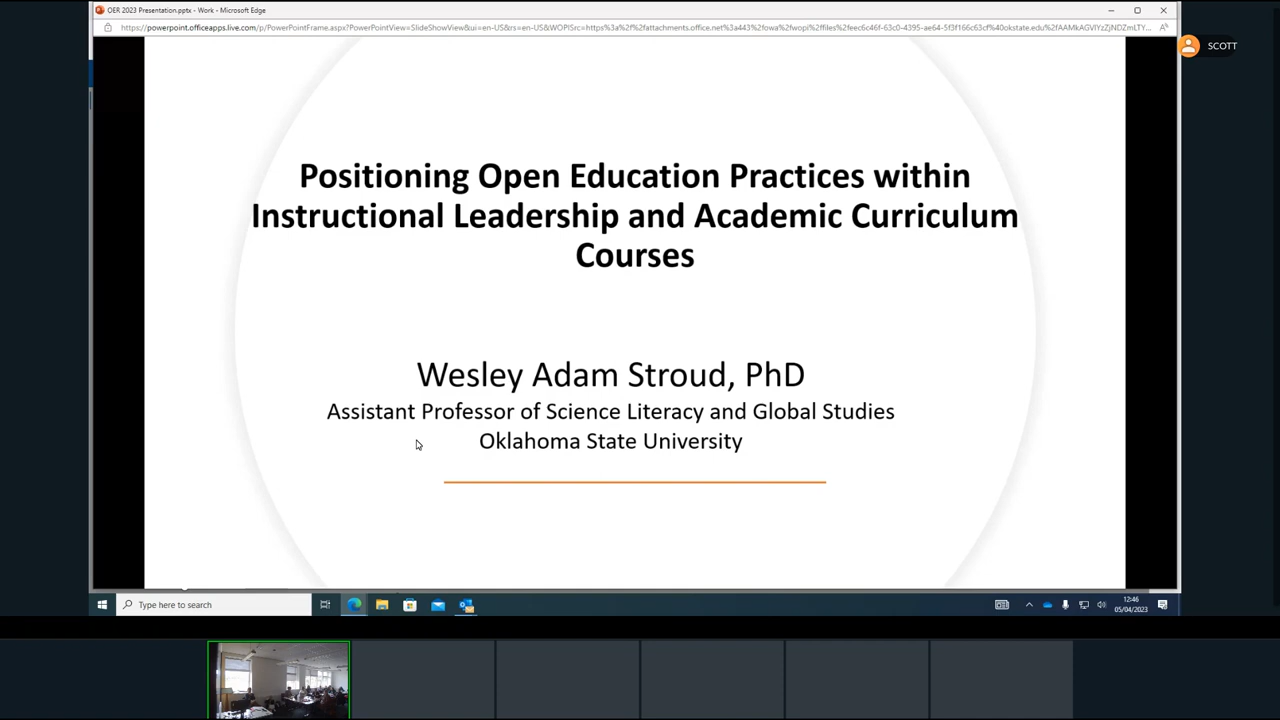 OER 2023 Presentation.pptx - Work - Microsoft Edge
SCOTT
Positioning Open Education Practices within
Instructional Leadership and Academic Curriculum
Courses
Wesley Adam Stroud, PhD
Assistant Professor of Science Literacy and Global Studies
Oklahoma State University
Type here to search
12:46
05/04/2023